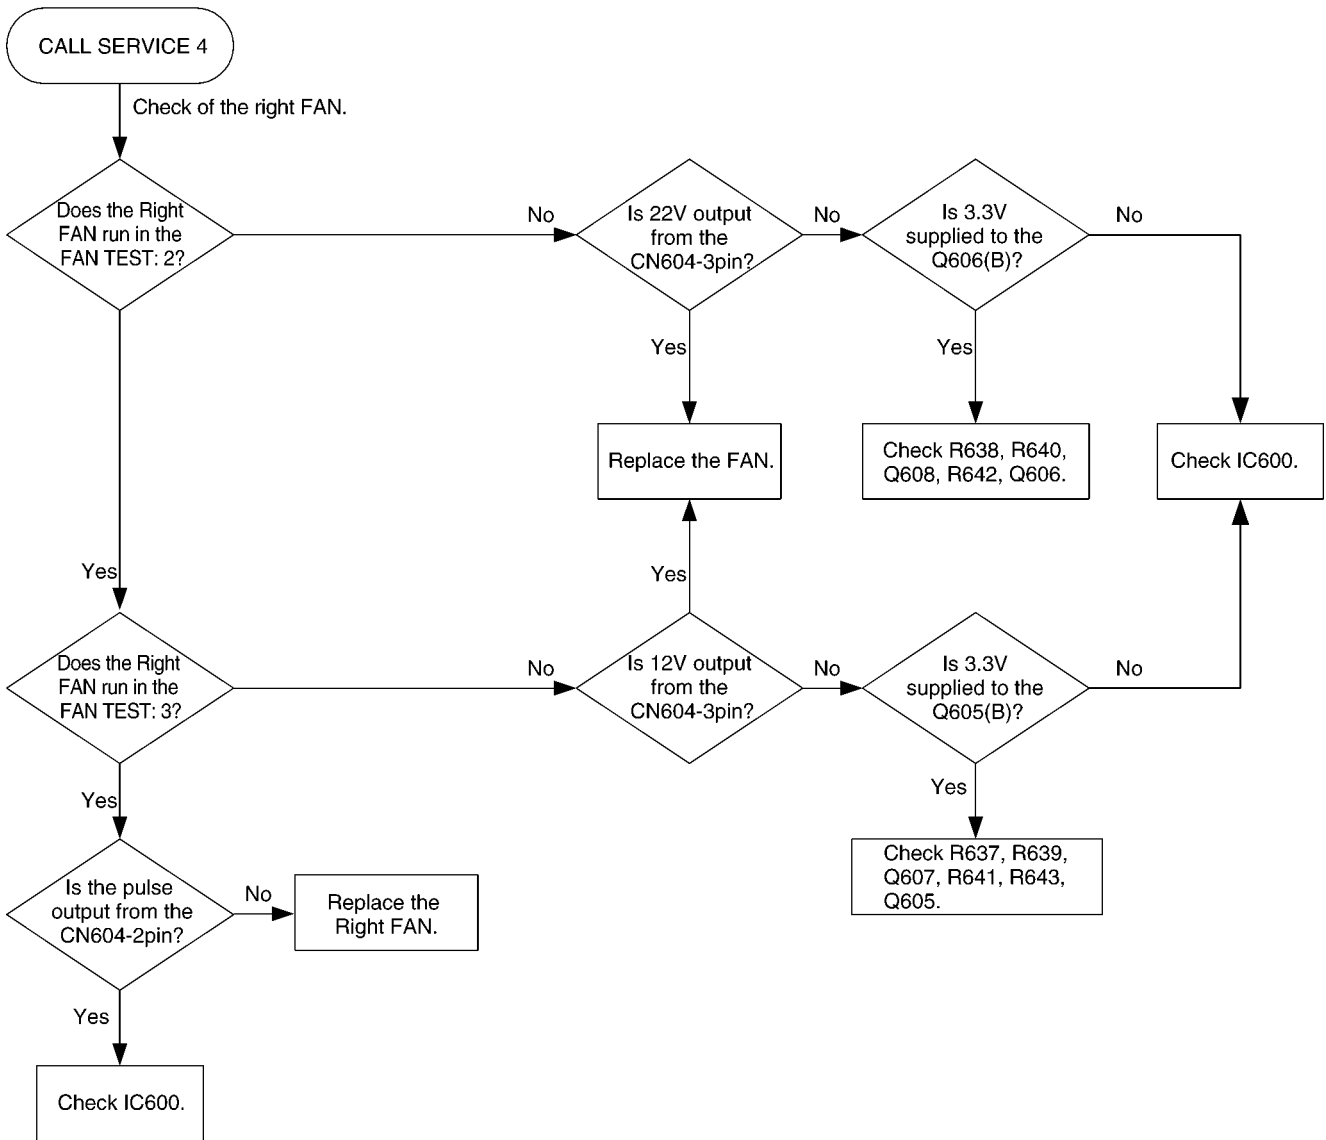 CALL SERVICE 4
Check of the right FAN.
Does the Right
FAN run in the
FAN TEST: 2?
No
Is 22V output
from the
CN604-3pin?
No
Is 3.3V
supplied to the
Q606(B)?
No
Yes
Yes
Replace the FAN.
Check R638, R640,
Q608, R642, Q606.
Check IC600.
Yes
Yes
Does the Right
FAN run in the
FAN TEST: 3?
No
Is 12V output
from the
CN604-3pin?
No
Is 3.3V
supplied to the
Q605(B)?
No
Yes
Yes
Check R637, R639,
Q607, R641, R643,
Q605.
Is the pulse
output from the
CN604-2pin?
No
Replace the
Right FAN.
Yes
Check IC600.